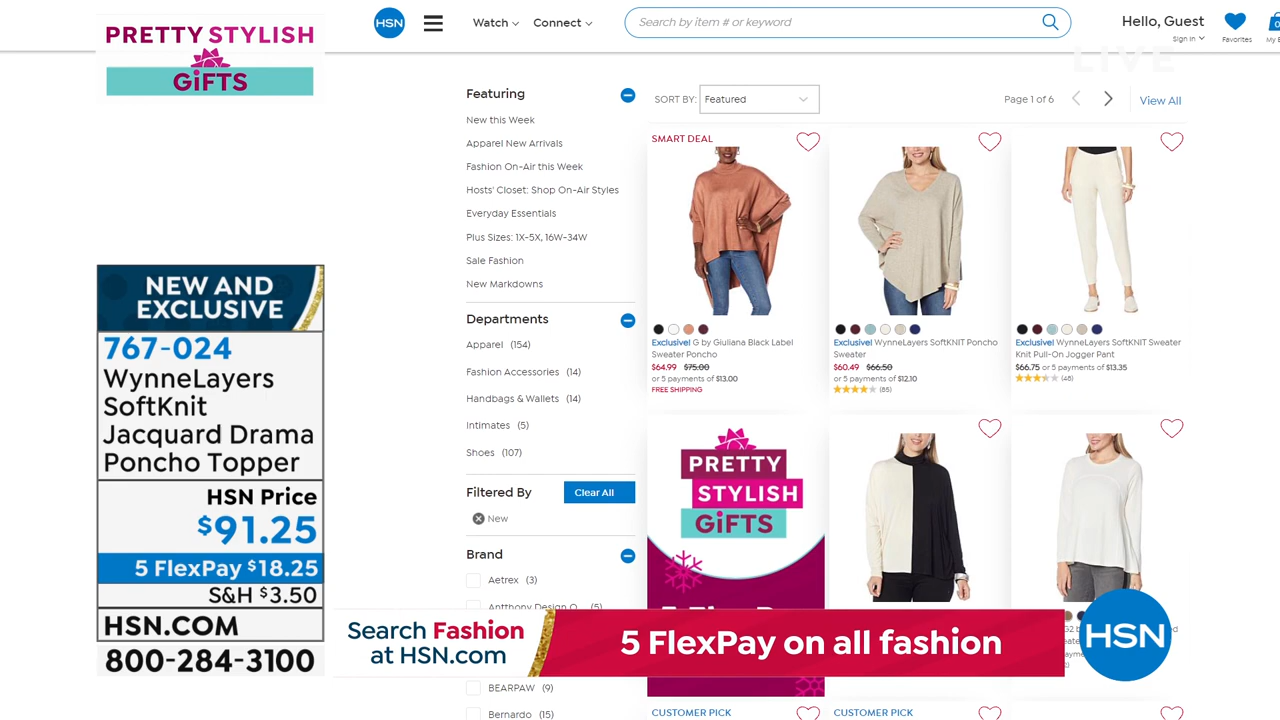 PRETTY STYLISH
GiFTS
HSN
Watch
Connect
Search by item # or keyword
Hello, Guest
Sign In
Favorites
LIVE
NEW AND
EXCLUSIVE
767-024
WynneLayers
SoftKnit
Jacquard Drama
Poncho Topper
HSN Price
$91.25
5 FlexPay $18.25
S&H $3.50
HSN.COM
800-284-3100
Featuring
New this Week
Apparel New Arrivals
Fashion On-Air this Week
Hosts' Closet: Shop On-Air Styles
Everyday Essentials
Plus Sizes: 1X-5X, 16W-34W
Sale Fashion
New Markdowns
Departments
Apparel (154)
Fashion Accessories (14)
Handbags & Wallets (14)
Intimates (5)
Shoes (107)
Filtered By
Clear All
New
Brand
Aetrex (3)
BEARPAW (9)
Bernardo (15)
SORT BY: Featured
Page 1 of 6
View All
SMART DEAL
Exclusive! G by Giuliana Black Label
Sweater Poncho
$64.99 $75.00
or 5 payments of $13.00
FREE SHIPPING
Exclusive! WynneLayers SoftKNIT Poncho
Sweater
$60.49 $66.50
or 5 payments of $12.10
(85)
Exclusive! WynneLayers SoftKNIT Sweater
Knit Pull-On Jogger Pant
$66.75 or 5 payments of $13.35
(48)
PRETTY
STYLISH
GiFTS
CUSTOMER PICK
CUSTOMER PICK
Search Fashion
at HSN.com
5 FlexPay on all fashion
HSN